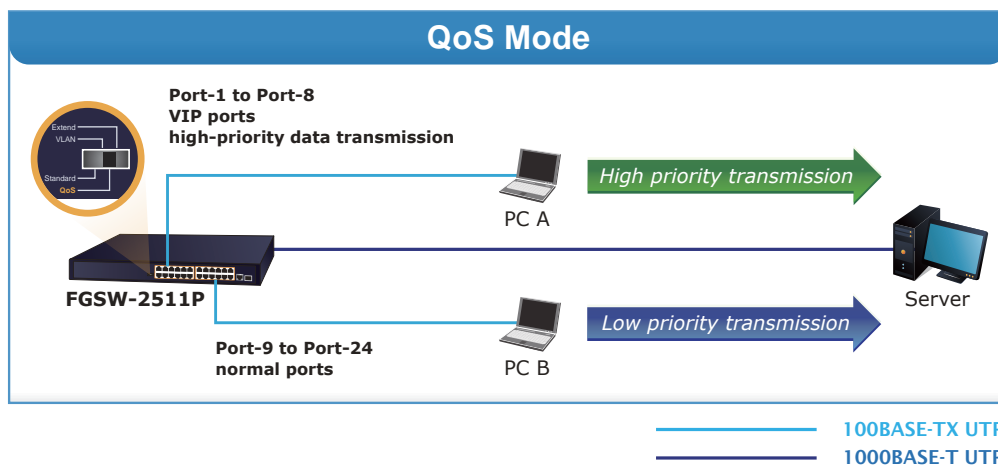 QoS Mode
Port-1 to Port-8
VIP ports
high-priority data transmission
Extend
VLAN
Standard
QoS
High priority transmission
PC A
FGSW-2511P
Server
Low priority transmission
Port-9 to Port-24
normal ports
PC B
100BASE-TX UTP
1000BASE-T UTP